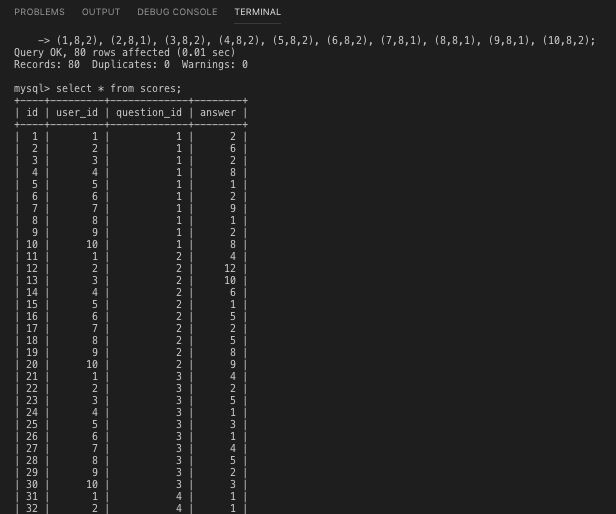 PROBLEMS OUTPUT DEBUG CONSOLE TERMINAL
-> (1,8,2), (2,8,1), (3,8,2), (4,8,2), (5,8,2), (6,8,2), (7,8,1), (8,8,1), (9,8,1), (10,8,2);
Query OK, 80 rows affected (0.01 sec)
Records: 80  Duplicates: 0  Warnings: 0
mysql> select * from scores;
+----+---------+-------------+--------+
| id | user_id | question_id | answer |
+----+---------+-------------+--------+
|  1 |       1 |           1 |      2 |
|  2 |       2 |           1 |      6 |
|  3 |       3 |           1 |      2 |
|  4 |       4 |           1 |      8 |
|  5 |       5 |           1 |      1 |
|  6 |       6 |           1 |      2 |
|  7 |       7 |           1 |      9 |
|  8 |       8 |           1 |      1 |
|  9 |       9 |           1 |      2 |
| 10 |      10 |           1 |      8 |
| 11 |       1 |           2 |      4 |
| 12 |       2 |           2 |     12 |
| 13 |       3 |           2 |     10 |
| 14 |       4 |           2 |      6 |
| 15 |       5 |           2 |      1 |
| 16 |       6 |           2 |      5 |
| 17 |       7 |           2 |      2 |
| 18 |       8 |           2 |      5 |
| 19 |       9 |           2 |      8 |
| 20 |      10 |           2 |      9 |
| 21 |       1 |           3 |      4 |
| 22 |       2 |           3 |      2 |
| 23 |       3 |           3 |      5 |
| 24 |       4 |           3 |      1 |
| 25 |       5 |           3 |      3 |
| 26 |       6 |           3 |      1 |
| 27 |       7 |           3 |      4 |
| 28 |       8 |           3 |      5 |
| 29 |       9 |           3 |      2 |
| 30 |      10 |           3 |      3 |
| 31 |       1 |           4 |      1 |
| 32 |       2 |           4 |      1 |